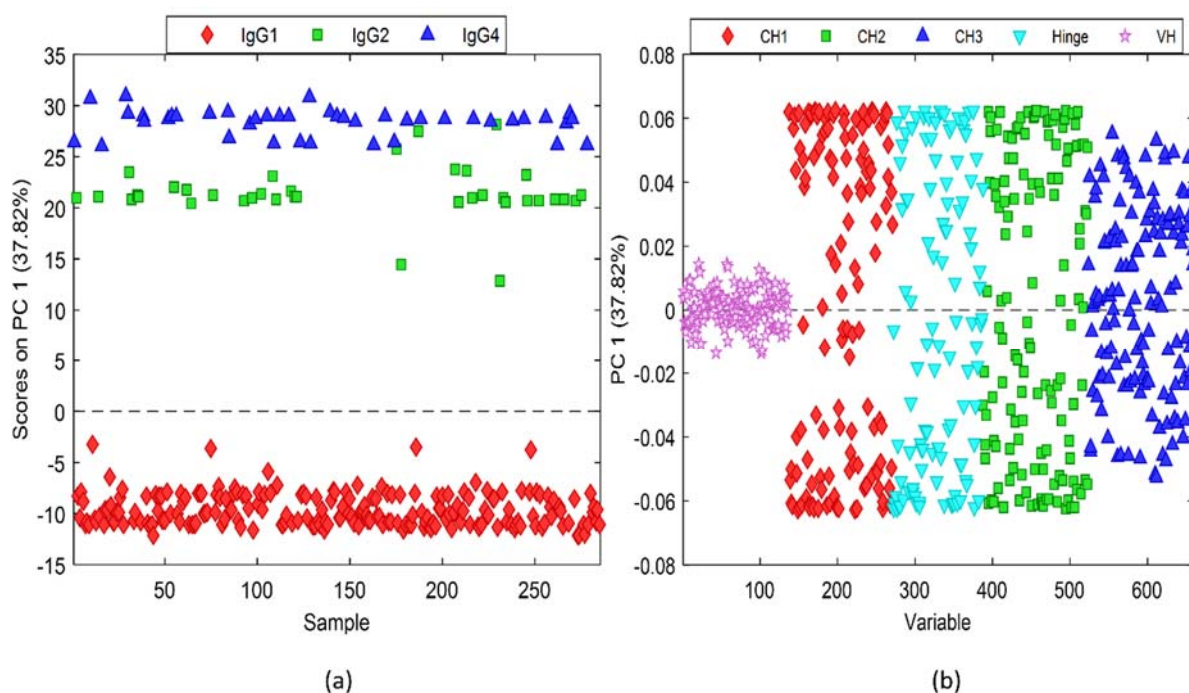 IgG1 IgG2 IgG4
35
30
25
20
15
10
5
0
-5
-10
-15
Scores on PC 1 (37.82%)
50 100 150 200 250
Sample
(a)
CH1 CH2 CH3 Hinge VH
0.08
0.06
0.04
0.02
0
-0.02
-0.04
-0.06
-0.08
PC 1 (37.82%)
100 200 300 400 500 600
Variable
(b)